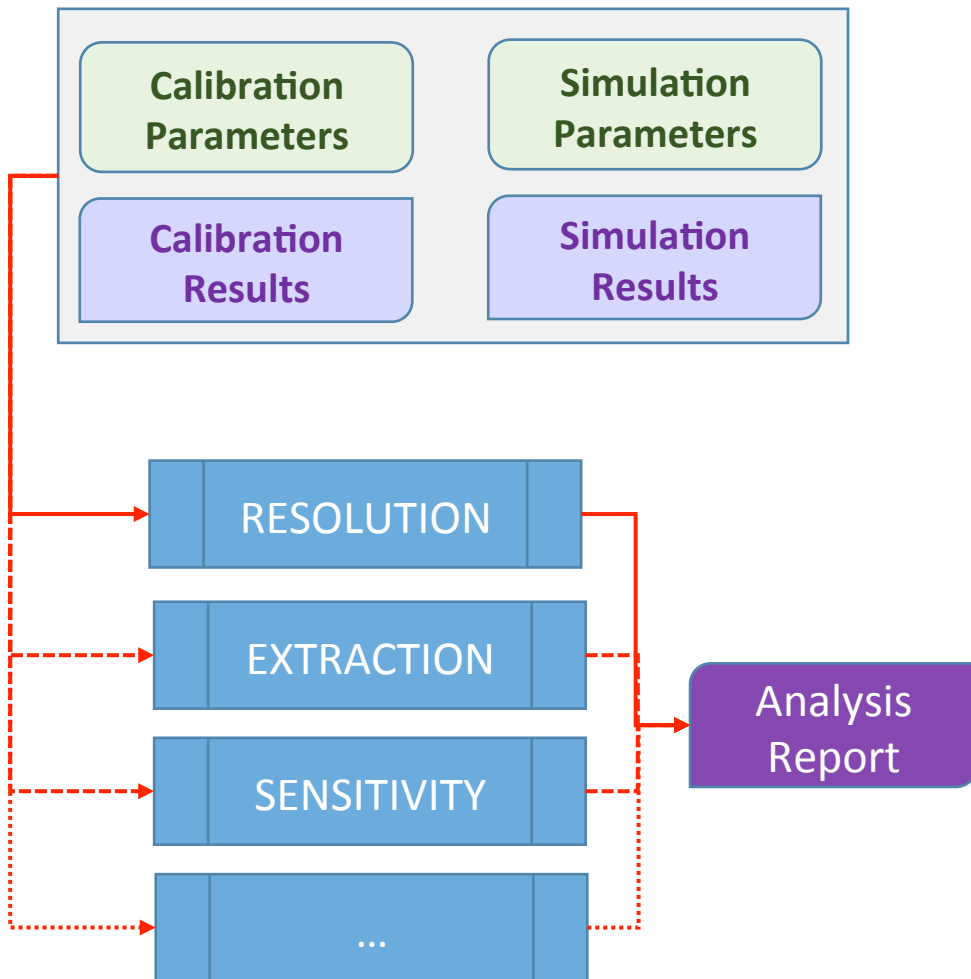 Calibration
Parameters
Simulation
Parameters
Calibration
Results
Simulation
Results
RESOLUTION
EXTRACTION
SENSITIVITY
...
Analysis
Report